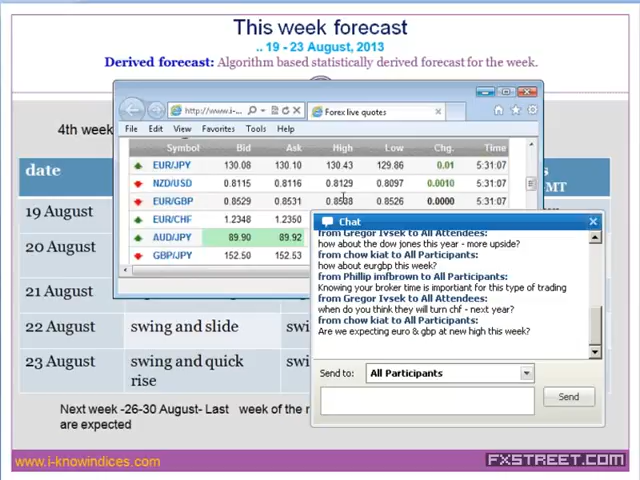 This week forecast
.. 19 - 23 August, 2013
Derived forecast: Algorithm based statistically derived forecast for the week.
http://www.i-...
Forex live quotes
File Edit View Favorites Tools Help
Symbol Bid Ask High Low Chg. Time
EUR/JPY 130.08 130.10 130.43 129.86 0.01 5:31:07
NZD/USD 0.8115 0.8116 0.8129 0.8097 0.0010 5:31:07
EUR/GBP 0.8529 0.8531 0.8538 0.8526 0.0000 5:31:07
EUR/CHF 1.2348 1.2350
AUD/JPY 89.90 89.92
GBP/JPY 152.50 152.53
4th week
date
MT
19 August
20 August
21 August
22 August swing and slide
23 August swing and quick
rise
Chat
from Gregor Ivsek to All Attendees:
how about the dow jones this year - more upside?
from chow kiat to All Participants:
how about eurgbp this week?
from Phillip imfbrown to All Participants:
Knowing your broker time is important for this type of trading
from Gregor Ivsek to All Attendees:
when do you think they will turn chf - next year?
from chow kiat to All Participants:
Are we expecting euro & gbp at new high this week?
Send to: All Participants
Send
Next week -26-30 August- Last week of the
are expected
www.i-knowindices.com
FXSTREET.COM